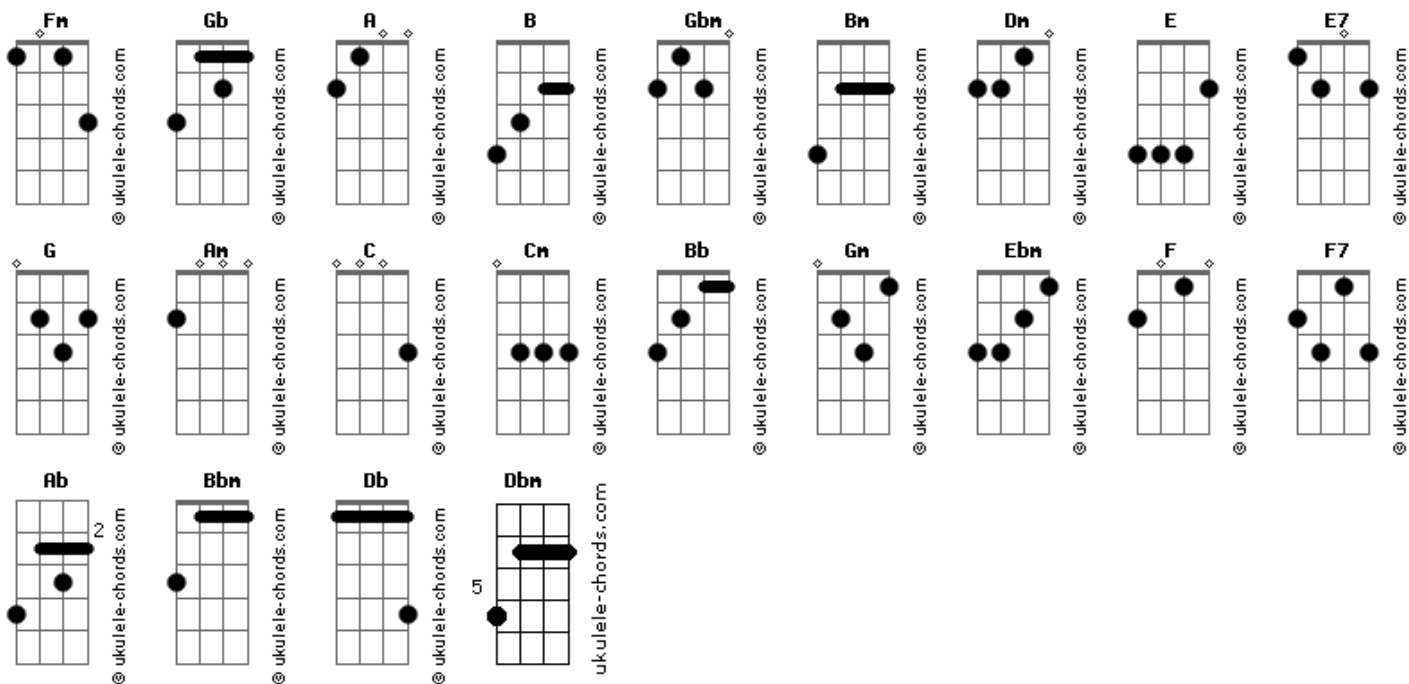 Fm Gb A B Gbm Bm Dm E E7
© ukulele-chords.com © ukulele-chords.com © ukulele-chords.com © ukulele-chords.com © ukulele-chords.com © ukulele-chords.com © ukulele-chords.com © ukulele-chords.com © ukulele-chords.com
G Am C Cm Bb Gm Ebm F F7
© ukulele-chords.com © ukulele-chords.com © ukulele-chords.com © ukulele-chords.com © ukulele-chords.com © ukulele-chords.com © ukulele-chords.com © ukulele-chords.com © ukulele-chords.com
Ab Bbm Db Dbm
2
5
© ukulele-chords.com © ukulele-chords.com © ukulele-chords.com ukulele-chords.com